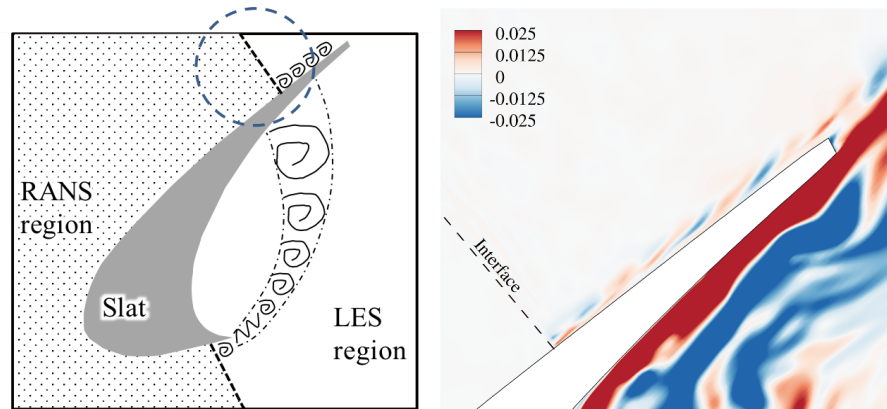 RANS
region
Slat
LES
region
0.025
0.0125
0
-0.0125
-0.025
Interface